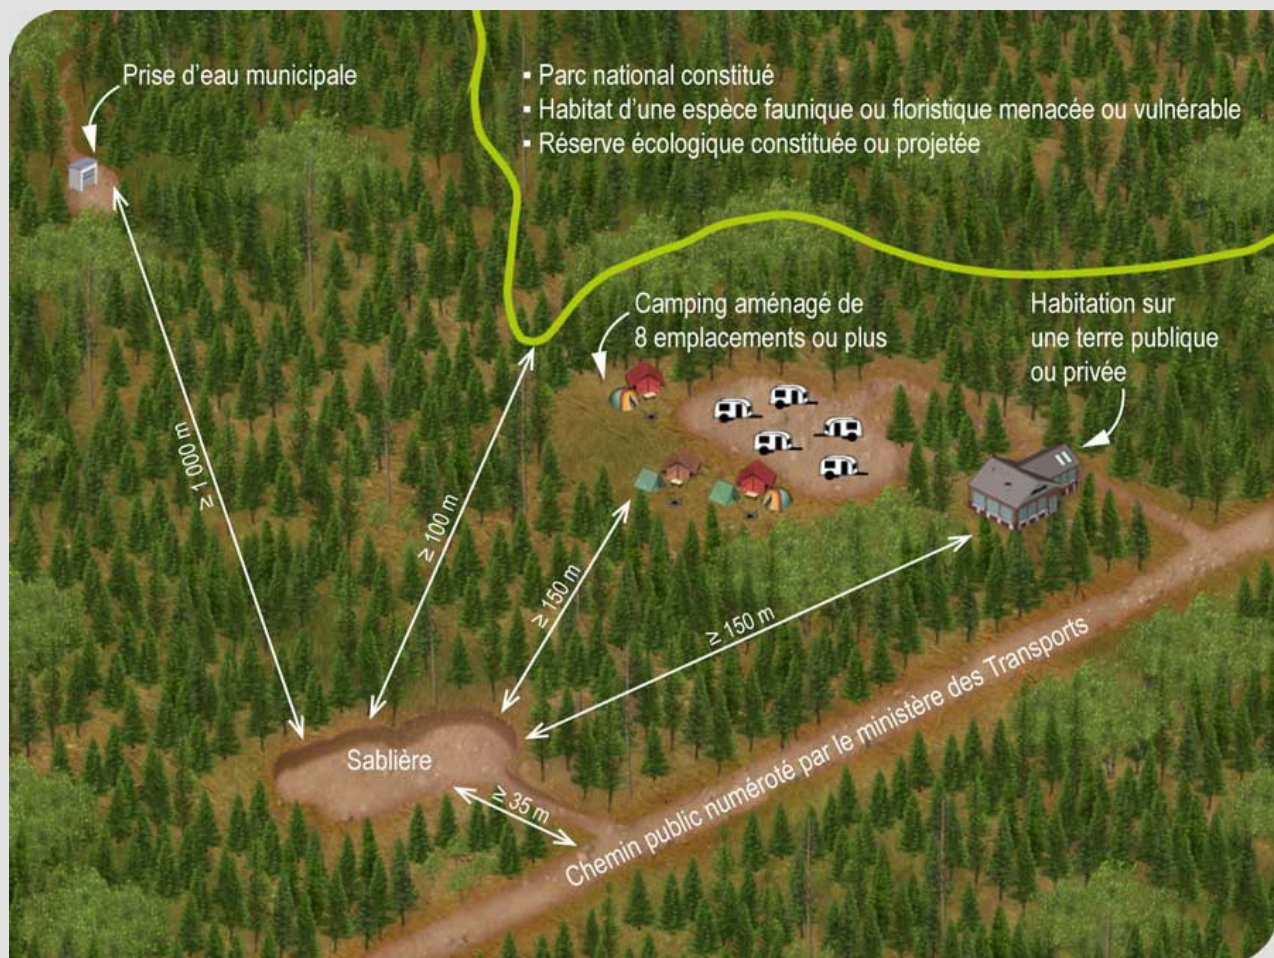 Prise d'eau municipale
▪ Parc national constitué
▪ Habitat d'une espèce faunique ou floristique menacée ou vulnérable
▪ Réserve écologique constituée ou projetée
Camping aménagé de
8 emplacements ou plus
Habitation sur
une terre publique
ou privée
≥ 1 000 m
≥ 100 m
≥ 150 m
≥ 150 m
Sablière
≥ 35 m
Chemin public numéroté par le ministère des Transports